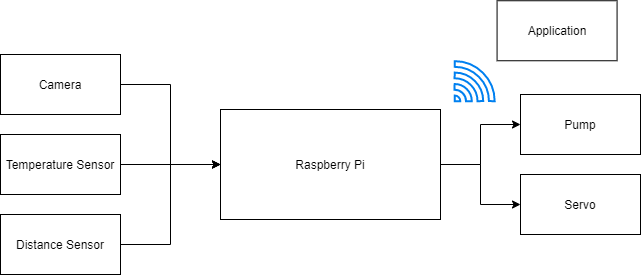 Application
Camera
Pump
Temperature Sensor
Raspberry Pi
Servo
Distance Sensor